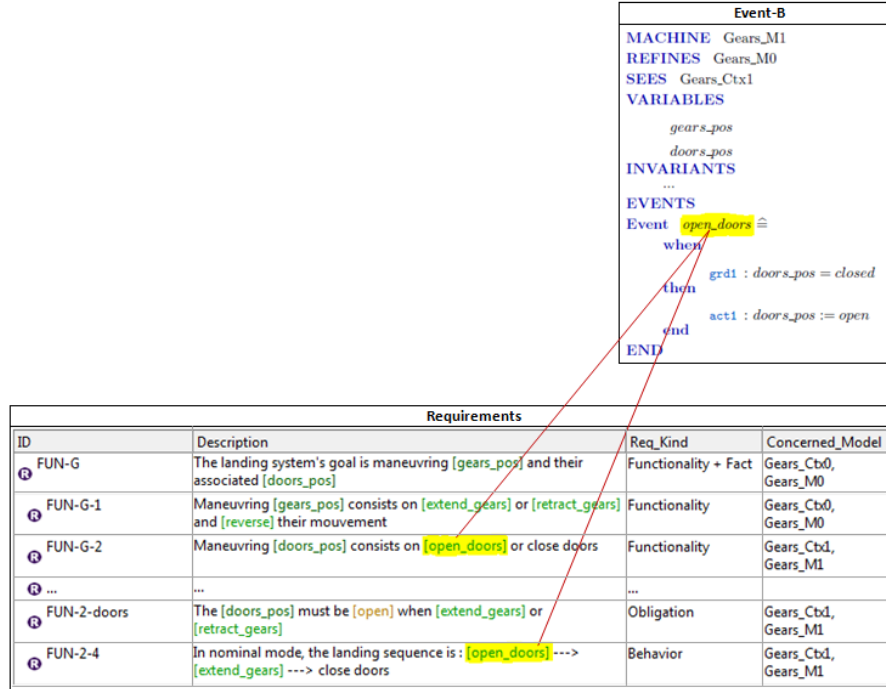 Event-B
MACHINE Gears_M1
REFINES Gears_M0
SEES Gears_Ctx1
VARIABLES
gears_pos
doors_pos
INVARIANTS
...
EVENTS
Event open_doors ≙
when
grd1 : doors_pos = closed
then
act1 : doors_pos := open
end
END
Requirements
ID Description Req_Kind Concerned_Model
R FUN-G The landing system's goal is maneuvring [gears_pos] and their Functionality + Fact Gears_Ctx0,
associated [doors_pos] Gears_M0
R FUN-G-1 Maneuvring [gears_pos] consists on [extend_gears] or [retract_gears] Functionality Gears_Ctx0,
and [reverse] their mouvement Gears_M0
R FUN-G-2 Maneuvring [doors_pos] consists on [open_doors] or close doors Functionality Gears_Ctx1,
Gears_M1
R ... ... ...
R FUN-2-doors The [doors_pos] must be [open] when [extend_gears] or Obligation Gears_Ctx1,
[retract_gears] Gears_M1
R FUN-2-4 In nominal mode, the landing sequence is : [open_doors] ---> Behavior Gears_Ctx1,
[extend_gears] ---> close doors Gears_M1